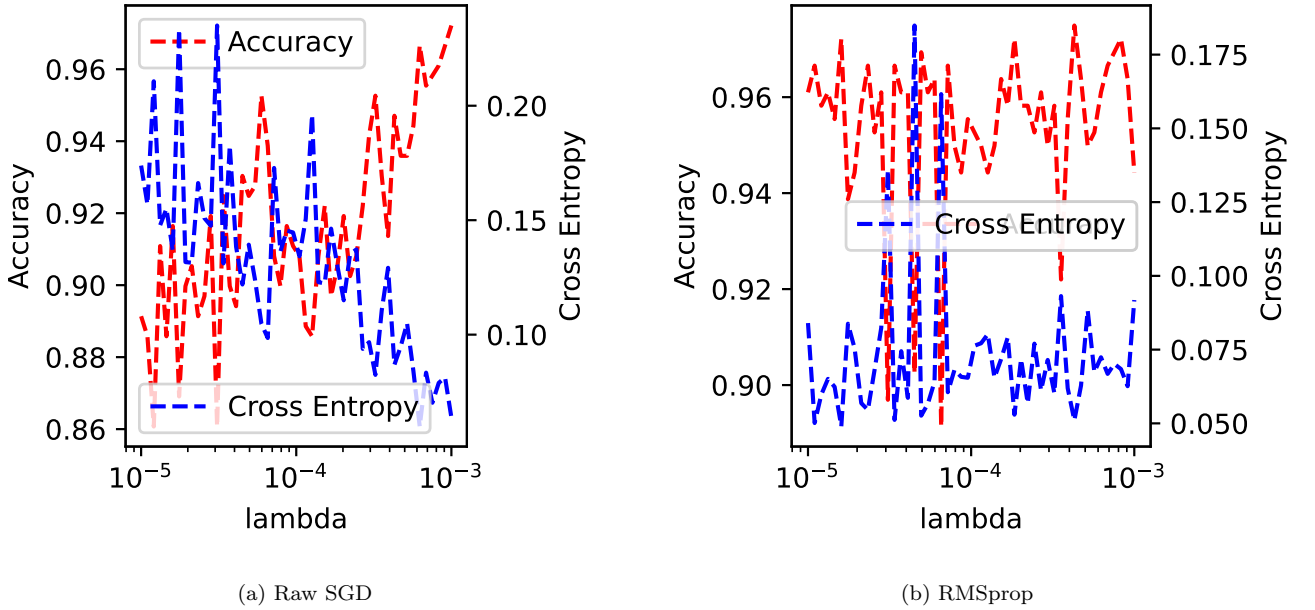 Accuracy
Cross Entropy
0.96
0.94
0.92
0.90
0.88
0.86
Accuracy
0.20
0.15
0.10
Cross Entropy
10⁻⁵
10⁻⁴
10⁻³
lambda
(a) Raw SGD
Cross Entropy
0.96
0.94
0.92
0.90
Accuracy
0.175
0.150
0.125
0.100
0.075
0.050
Cross Entropy
10⁻⁵
10⁻⁴
10⁻³
lambda
(b) RMSprop